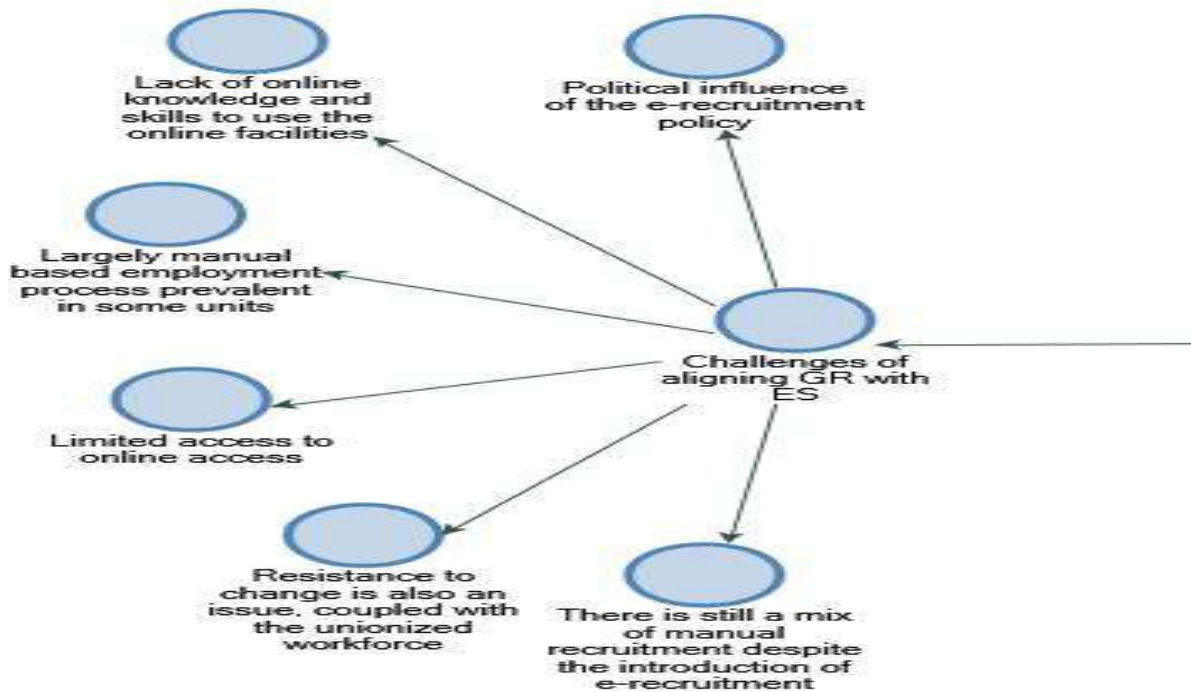 Lack of online
knowledge and
skills to use the
online facilities
Political influence
of the e-recruitment
policy
Largely manual
based employment
process prevalent
in some units
Challenges of
aligning GR with
ES
Limited access to
online access
Resistance to
change is also an
issue, coupled with
the unionized
workforce
There is still a mix
of manual
recruitment despite
the introduction of
e-recruitment